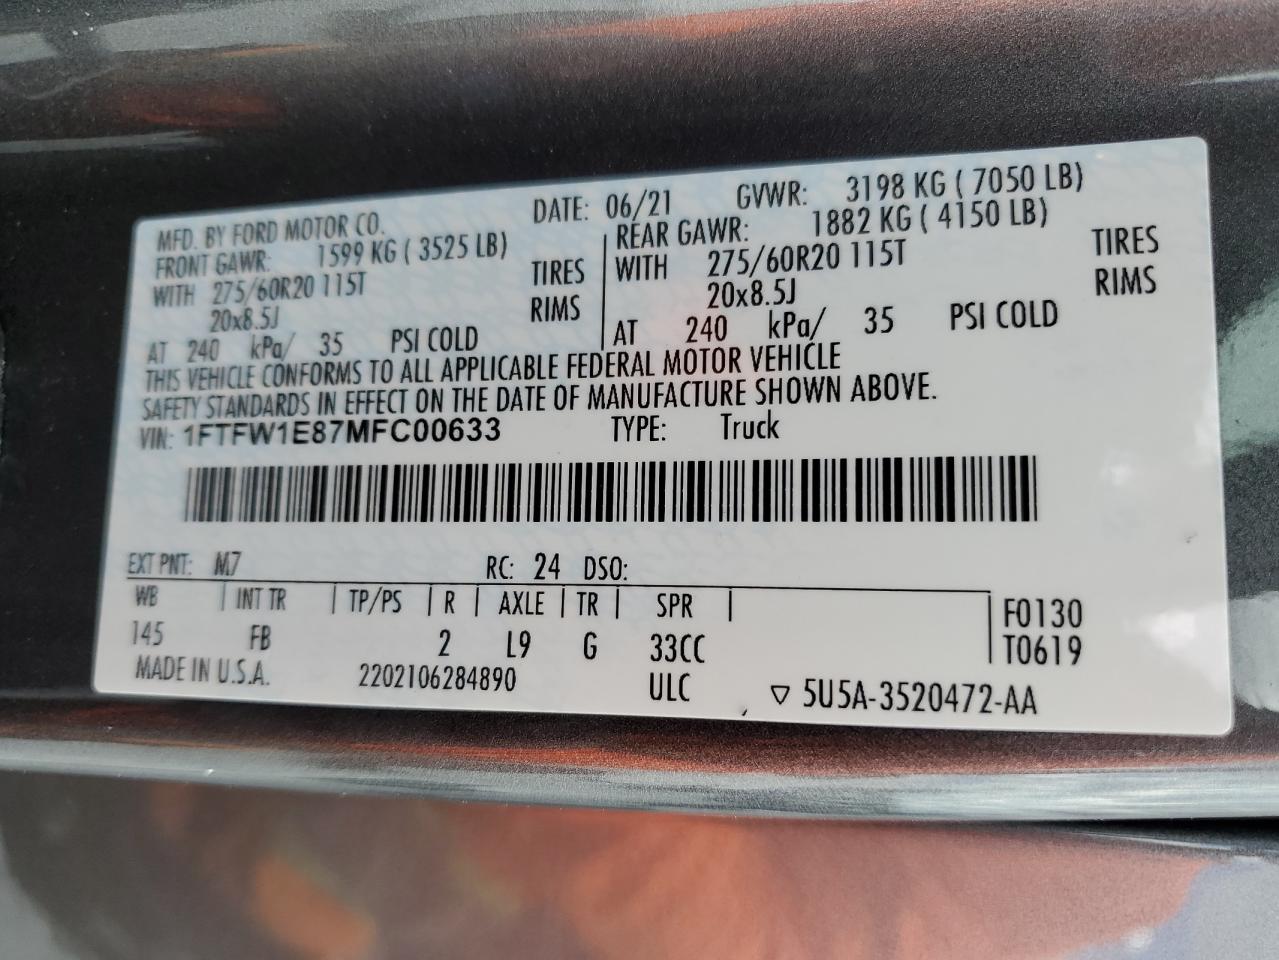 MFD. BY FORD MOTOR CO. DATE: 06/21 GVWR: 3198 KG ( 7050 LB)
FRONT GAWR: 1599 KG ( 3525 LB)
WITH 275/60R20 115T TIRES
20x8.5J RIMS
AT 240 kPa/ 35 PSI COLD
REAR GAWR: 1882 KG ( 4150 LB)
WITH 275/60R20 115T TIRES
20x8.5J RIMS
AT 240 kPa/ 35 PSI COLD
THIS VEHICLE CONFORMS TO ALL APPLICABLE FEDERAL MOTOR VEHICLE
SAFETY STANDARDS IN EFFECT ON THE DATE OF MANUFACTURE SHOWN ABOVE.
VIN: 1FTFW1E87MFC00633 TYPE: Truck
EXT PNT: M7 RC: 24 DSO:
WB | INT TR | TP/PS | R | AXLE | TR | SPR | F0130
145 FB 2 L9 G 33CC T0619
MADE IN U.S.A. 2202106284890 ULC ▽ 5U5A-3520472-AA